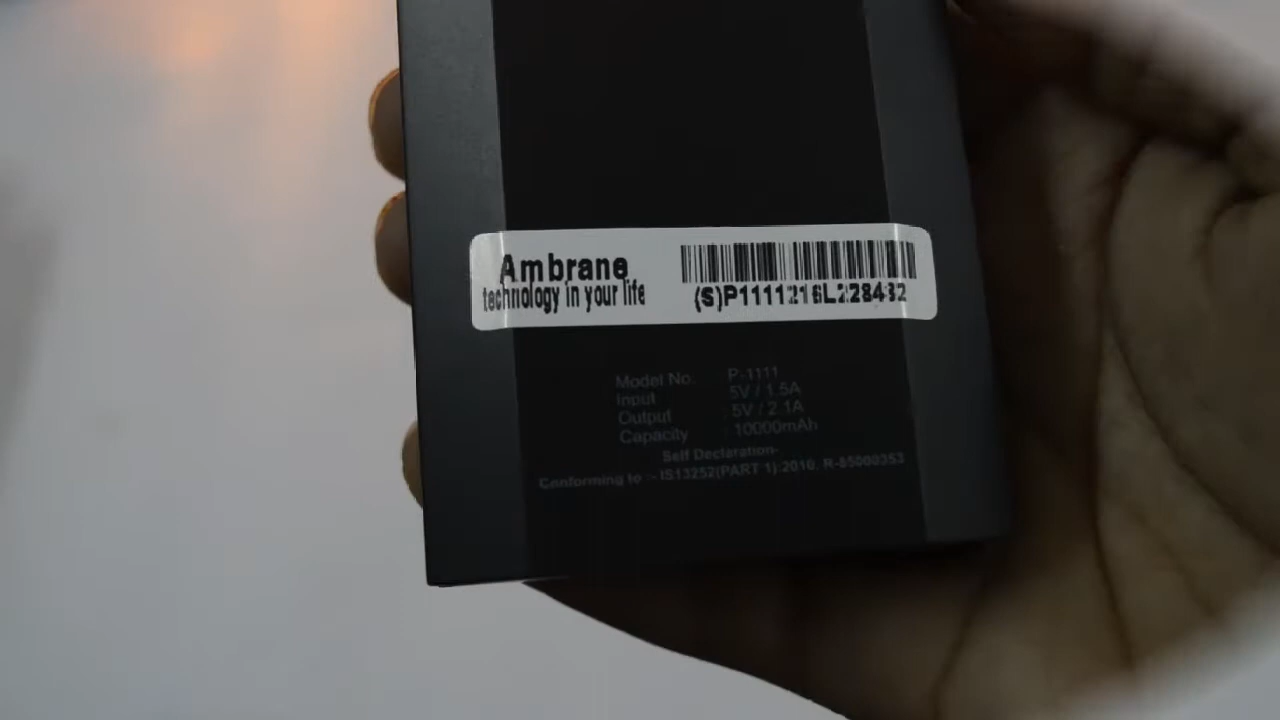 Ambrane
technology in your life
(S)P1111216L228432
Model No: P-1111
Input 5V / 1.5A
Output : 5V / 2.1A
Capacity : 10000mAh
Self Declaration-
Conforming to :- IS13252(PART 1):2010, R-85000353